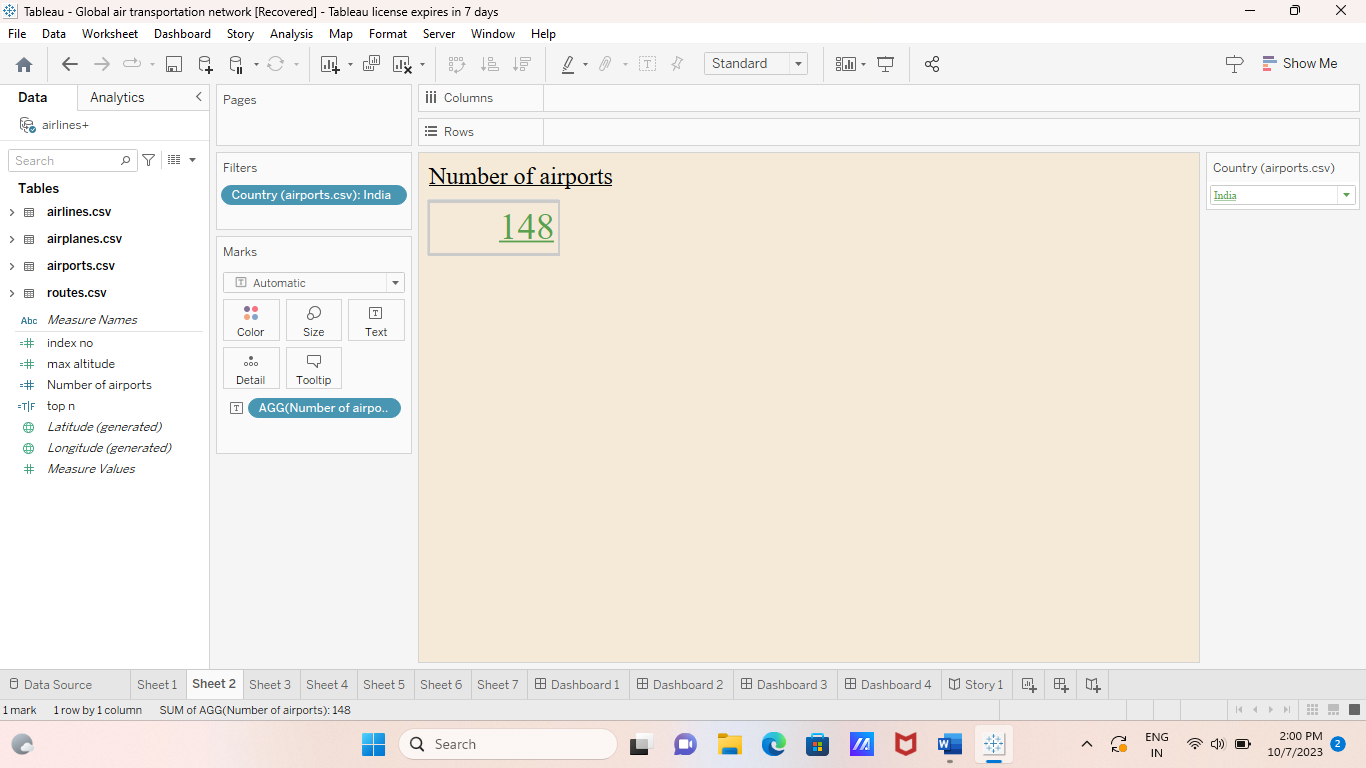 Tableau - Global air transportation network [Recovered] - Tableau license expires in 7 days
File Data Worksheet Dashboard Story Analysis Map Format Server Window Help
Standard
Show Me
Data Analytics
airlines+
Search
Tables
airlines.csv
airplanes.csv
airports.csv
routes.csv
Abc Measure Names
index no
max altitude
Number of airports
T|F top n
Latitude (generated)
Longitude (generated)
Measure Values
Pages
Filters
Country (airports.csv): India
Marks
Automatic
Color Size Text
Detail Tooltip
AGG(Number of airpo..
Columns
Rows
Number of airports
148
Country (airports.csv)
India
Data Source Sheet 1 Sheet 2 Sheet 3 Sheet 4 Sheet 5 Sheet 6 Sheet 7 Dashboard 1 Dashboard 2 Dashboard 3 Dashboard 4 Story 1
1 mark 1 row by 1 column SUM of AGG(Number of airports): 148
Search
ENG
IN
2:00 PM
10/7/2023
2